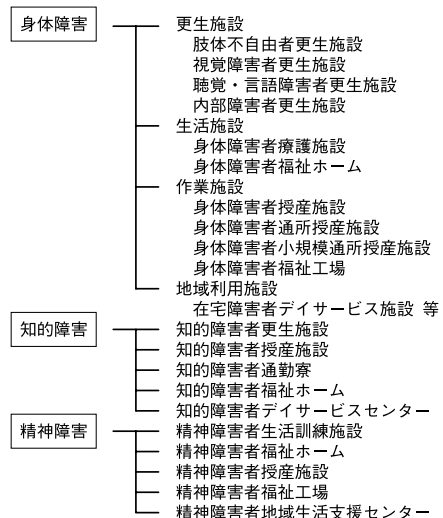 身体障害
更生施設
肢体不自由者更生施設
視覚障害者更生施設
聴覚・言語障害者更生施設
内部障害者更生施設
生活施設
身体障害者療護施設
身体障害者福祉ホーム
作業施設
身体障害者授産施設
身体障害者通所授産施設
身体障害者小規模通所授産施設
身体障害者福祉工場
地域利用施設
在宅障害者デイサービス施設 等
知的障害
知的障害者更生施設
知的障害者授産施設
知的障害者通勤寮
知的障害者福祉ホーム
知的障害者デイサービスセンター
精神障害
精神障害者生活訓練施設
精神障害者福祉ホーム
精神障害者授産施設
精神障害者福祉工場
精神障害者地域生活支援センター